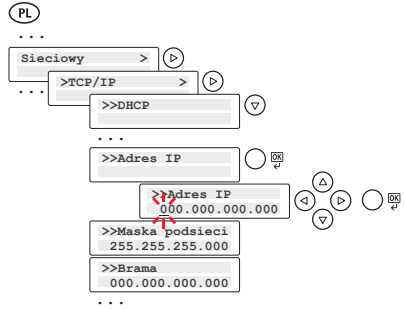 PL
...
Sieciowy >
...
>TCP/IP >
>>DHCP
...
>>Adres IP
OK
>>Adres IP
000.000.000.000
OK
>>Maska podsieci
255.255.255.000
>>Brama
000.000.000.000
...